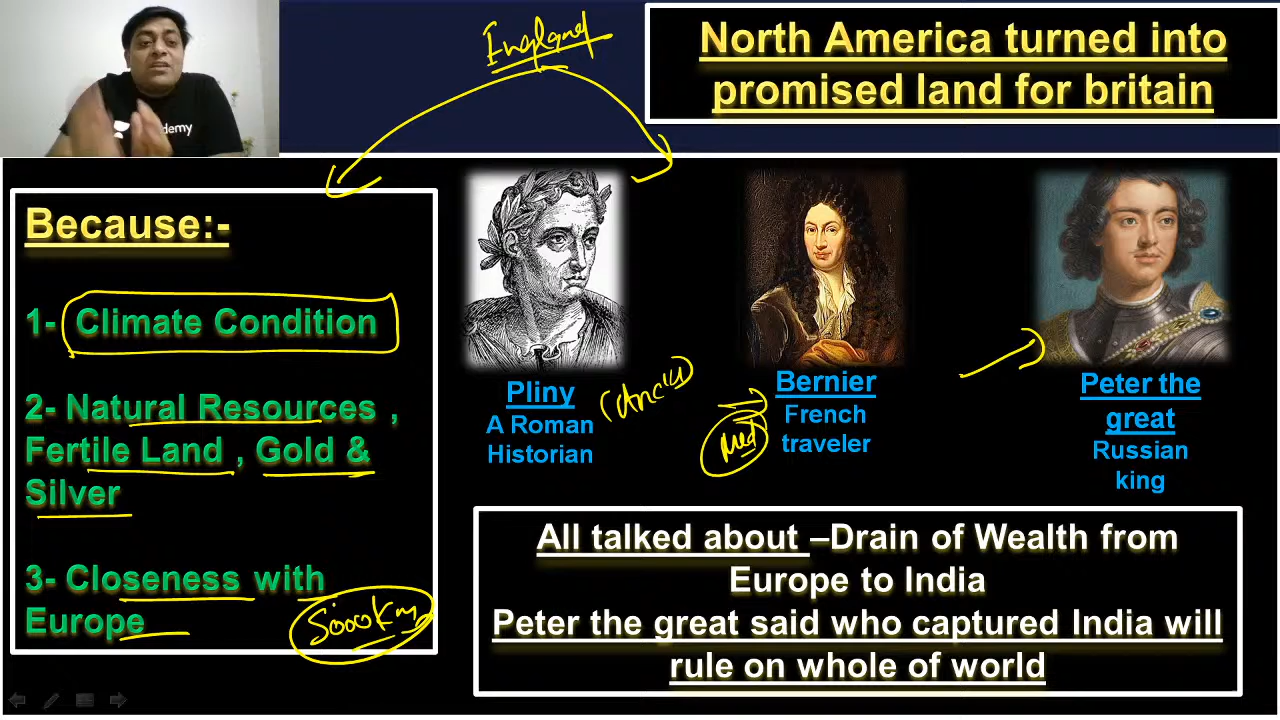 England
North America turned into
promised land for britain
demy
Because:-
1- Climate Condition
2- Natural Resources ,
Fertile Land , Gold &
Silver
3- Closeness with
Europe
5000km
Pliny
A Roman
Historian
Med
Bernier
French
traveler
Peter the
great
Russian
king
All talked about –Drain of Wealth from
Europe to India
Peter the great said who captured India will
rule on whole of world